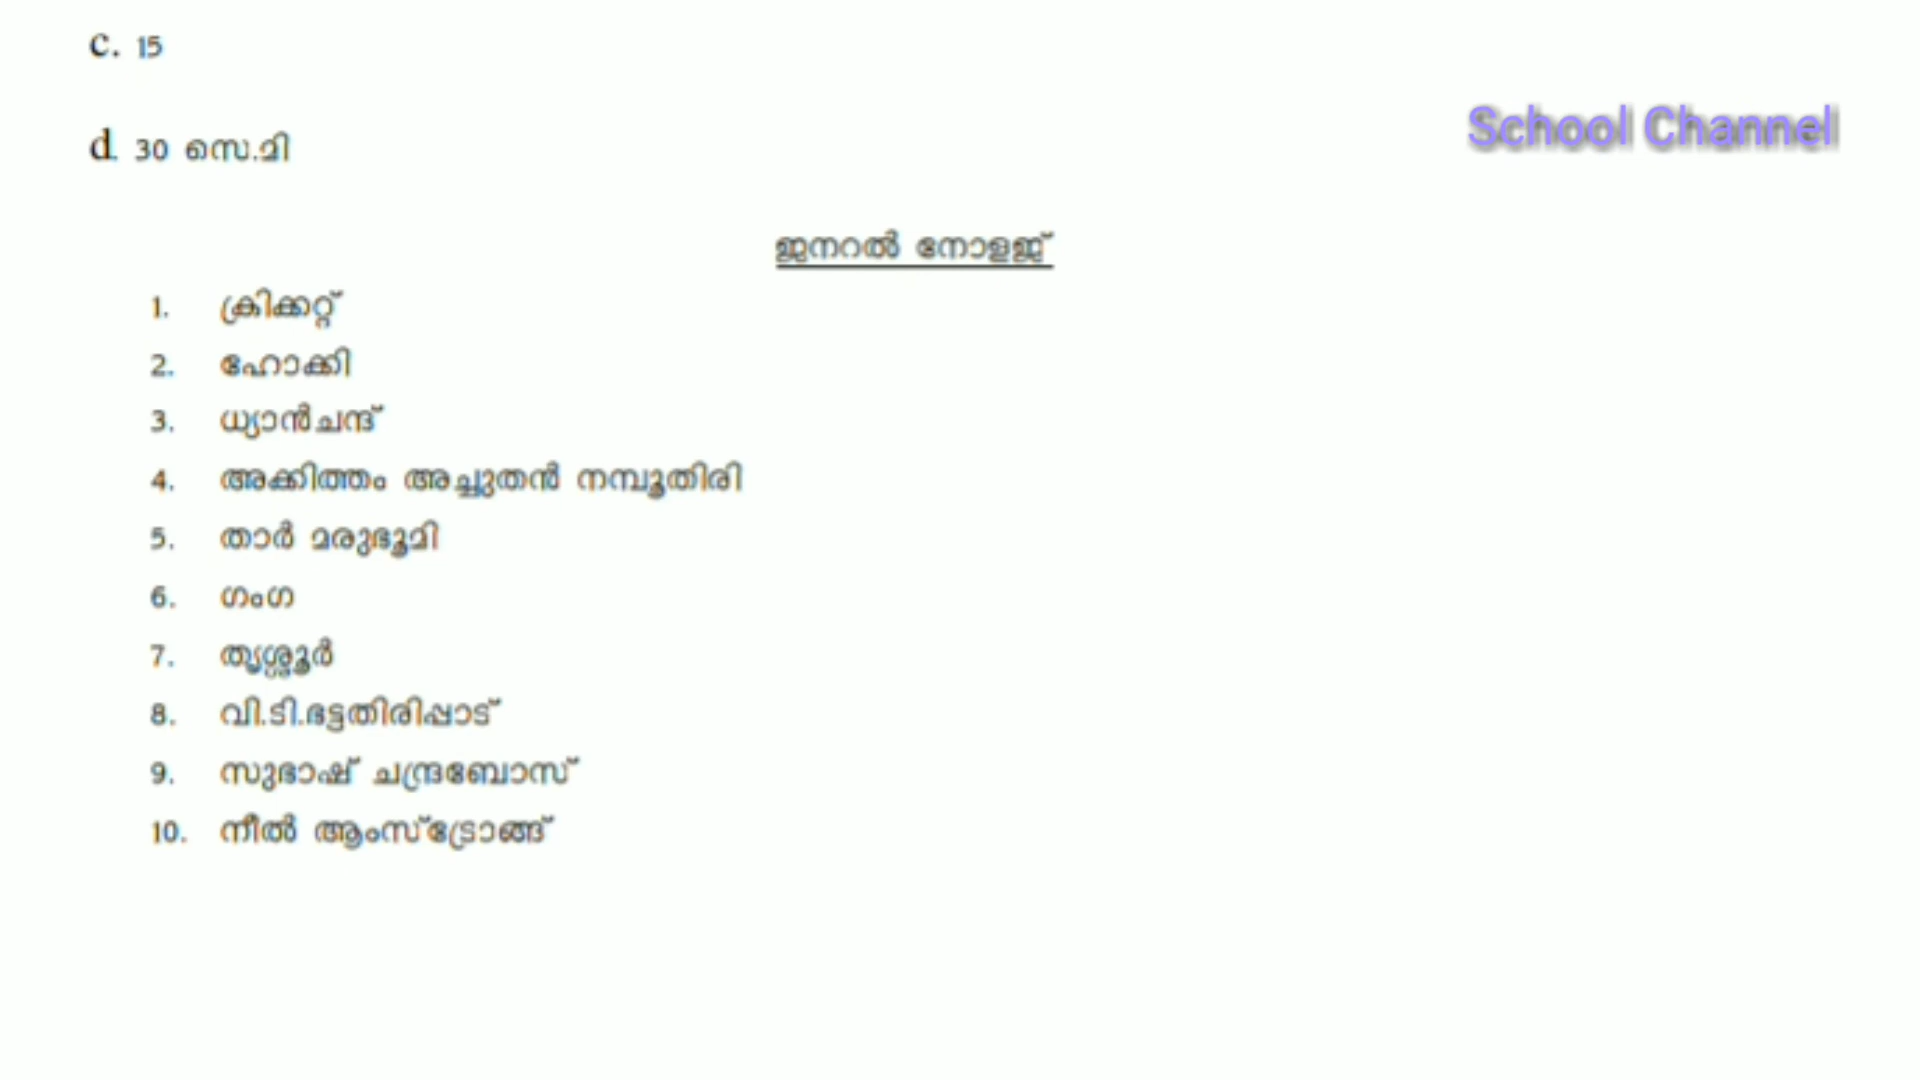 c. 15
School Channel
d. 30 സെ.മി
ജനറൽ നോളജ്
1. ക്രിക്കറ്റ്
2. ഹോക്കി
3. ധ്യാൻചന്ദ്
4. അക്കിത്തം അച്ചുതൻ നമ്പൂതിരി
5. താർ മരുഭൂമി
6. ഗംഗ
7. തൃശ്ശൂർ
8. വി.ടി.ഭട്ടതിരിപ്പാട്
9. സുഭാഷ് ചന്ദ്രബോസ്
10. നീൽ ആംസ്ട്രോങ്ങ്